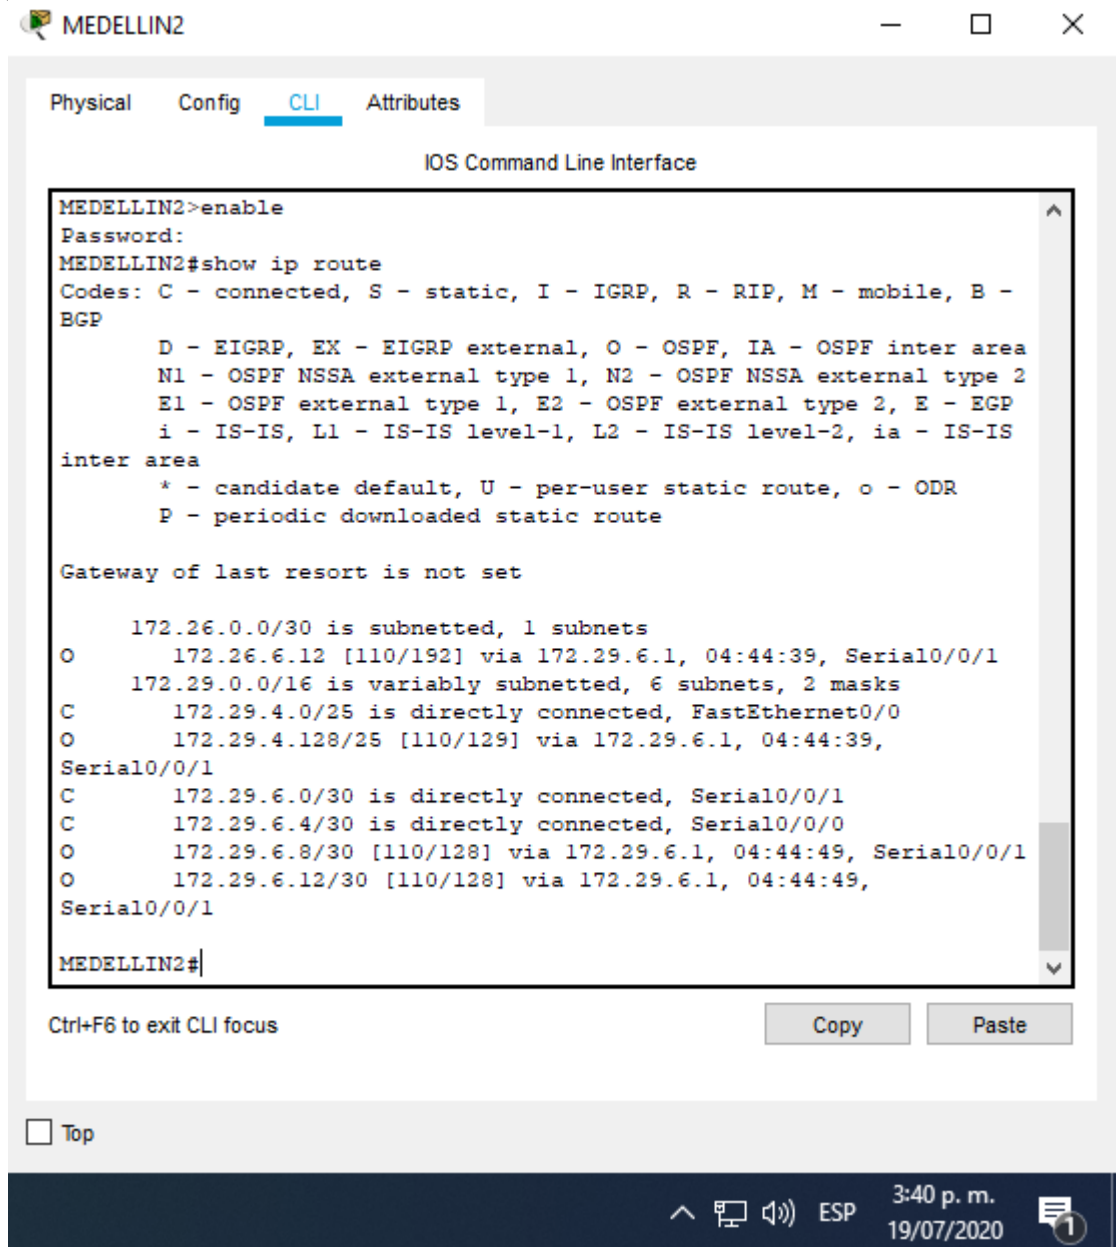 MEDELLIN2
Physical Config CLI Attributes
IOS Command Line Interface
MEDELLIN2>enable
Password:
MEDELLIN2#show ip route
Codes: C - connected, S - static, I - IGRP, R - RIP, M - mobile, B -
BGP
       D - EIGRP, EX - EIGRP external, O - OSPF, IA - OSPF inter area
       N1 - OSPF NSSA external type 1, N2 - OSPF NSSA external type 2
       E1 - OSPF external type 1, E2 - OSPF external type 2, E - EGP
       i - IS-IS, L1 - IS-IS level-1, L2 - IS-IS level-2, ia - IS-IS
inter area
       * - candidate default, U - per-user static route, o - ODR
       P - periodic downloaded static route
Gateway of last resort is not set
     172.26.0.0/30 is subnetted, 1 subnets
O       172.26.6.12 [110/192] via 172.29.6.1, 04:44:39, Serial0/0/1
     172.29.0.0/16 is variably subnetted, 6 subnets, 2 masks
C       172.29.4.0/25 is directly connected, FastEthernet0/0
O       172.29.4.128/25 [110/129] via 172.29.6.1, 04:44:39,
Serial0/0/1
C       172.29.6.0/30 is directly connected, Serial0/0/1
C       172.29.6.4/30 is directly connected, Serial0/0/0
O       172.29.6.8/30 [110/128] via 172.29.6.1, 04:44:49, Serial0/0/1
O       172.29.6.12/30 [110/128] via 172.29.6.1, 04:44:49,
Serial0/0/1
MEDELLIN2#
Ctrl+F6 to exit CLI focus
Copy Paste
Top
ESP
3:40 p. m.
19/07/2020
1